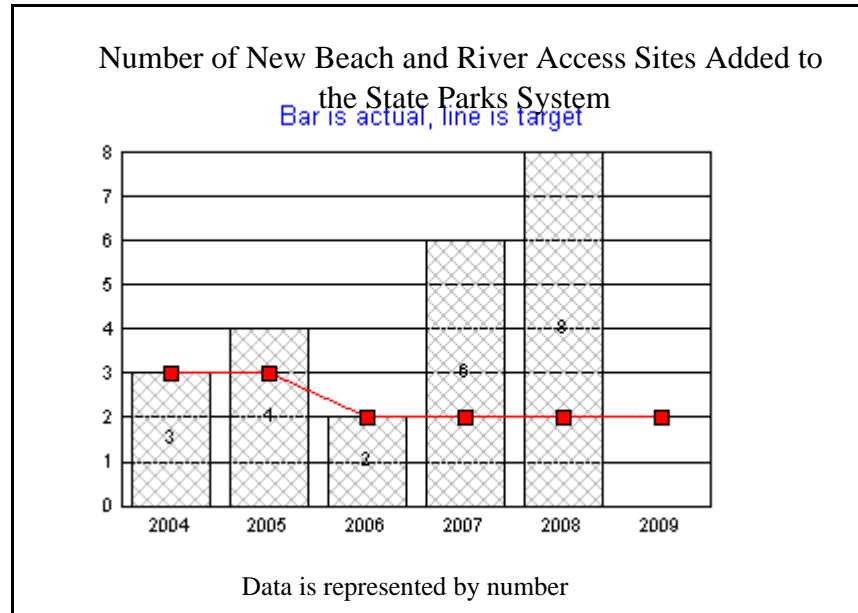 Number of New Beach and River Access Sites Added to
the State Parks System
Bar is actual, line is target
8
7
6
5
4
3
2
1
0
3
4
2
6
8
2004 2005 2006 2007 2008 2009
Data is represented by number